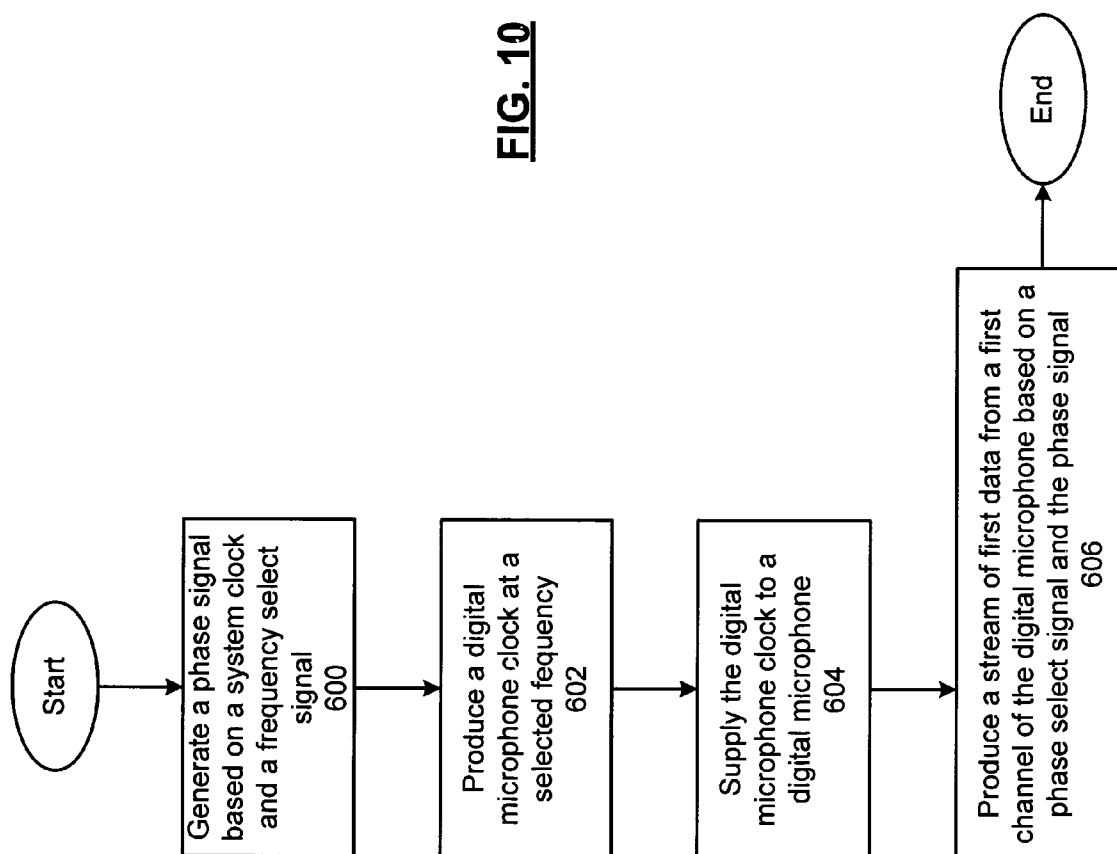 Start
Generate a phase signal
based on a system clock
and a frequency select
signal
600
Produce a digital
microphone clock at a
selected fequency
602
Supply the digital
microphone clock to a
digital microphone
604
Produce a stream of first data from a first
channel of the digital microphone based on a
phase select signal and the phase signal
606
End
FIG. 10